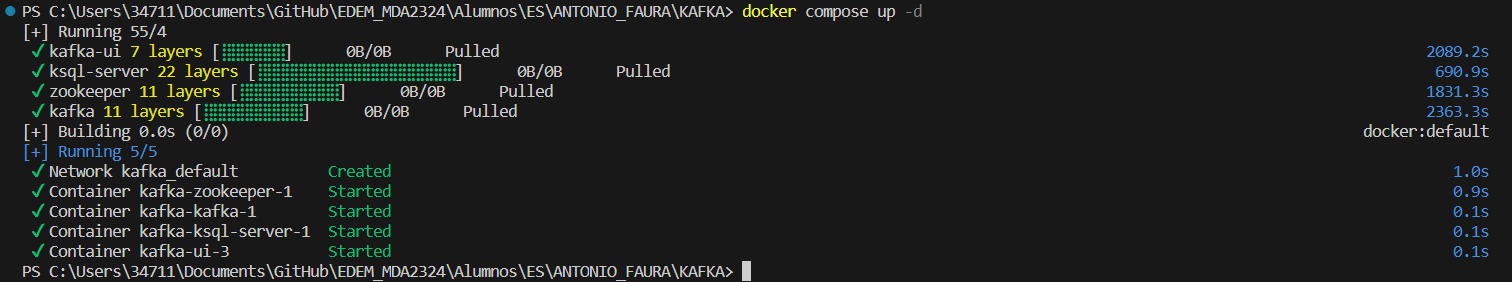 PS C:\Users\34711\Documents\GitHub\EDEM_MDA2324\Alumnos\ES\ANTONIO_FAURA\KAFKA> docker compose up -d
[+] Running 55/4
✔ kafka-ui 7 layers [⣿⣿⣿⣿⣿⣿⣿] 0B/0B Pulled 2089.2s
✔ ksql-server 22 layers [⣿⣿⣿⣿⣿⣿⣿⣿⣿⣿⣿⣿⣿⣿⣿⣿⣿⣿⣿⣿⣿⣿] 0B/0B Pulled 690.9s
✔ zookeeper 11 layers [⣿⣿⣿⣿⣿⣿⣿⣿⣿⣿⣿] 0B/0B Pulled 1831.3s
✔ kafka 11 layers [⣿⣿⣿⣿⣿⣿⣿⣿⣿⣿⣿] 0B/0B Pulled 2363.3s
[+] Building 0.0s (0/0) docker:default
[+] Running 5/5
✔ Network kafka_default Created 1.0s
✔ Container kafka-zookeeper-1 Started 0.9s
✔ Container kafka-kafka-1 Started 0.1s
✔ Container kafka-ksql-server-1 Started 0.1s
✔ Container kafka-ui-3 Started 0.1s
PS C:\Users\34711\Documents\GitHub\EDEM_MDA2324\Alumnos\ES\ANTONIO_FAURA\KAFKA>